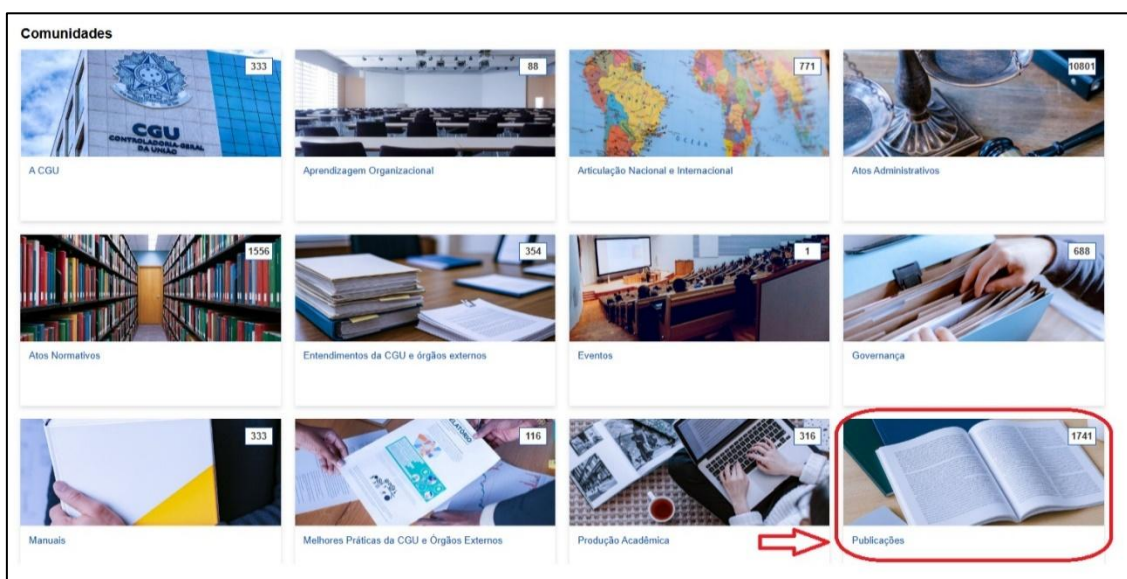 Comunidades
333
CGU
CONTROLADORIA-GERAL
DA UNIÃO
A CGU
88
Aprendizagem Organizacional
771
Articulação Nacional e Internacional
10801
Atos Administrativos
1556
Atos Normativos
354
Entendimentos da CGU e órgãos externos
1
Eventos
688
Governança
333
Manuais
116
Melhores Práticas da CGU e Órgãos Externos
316
Produção Acadêmica
1741
Publicações